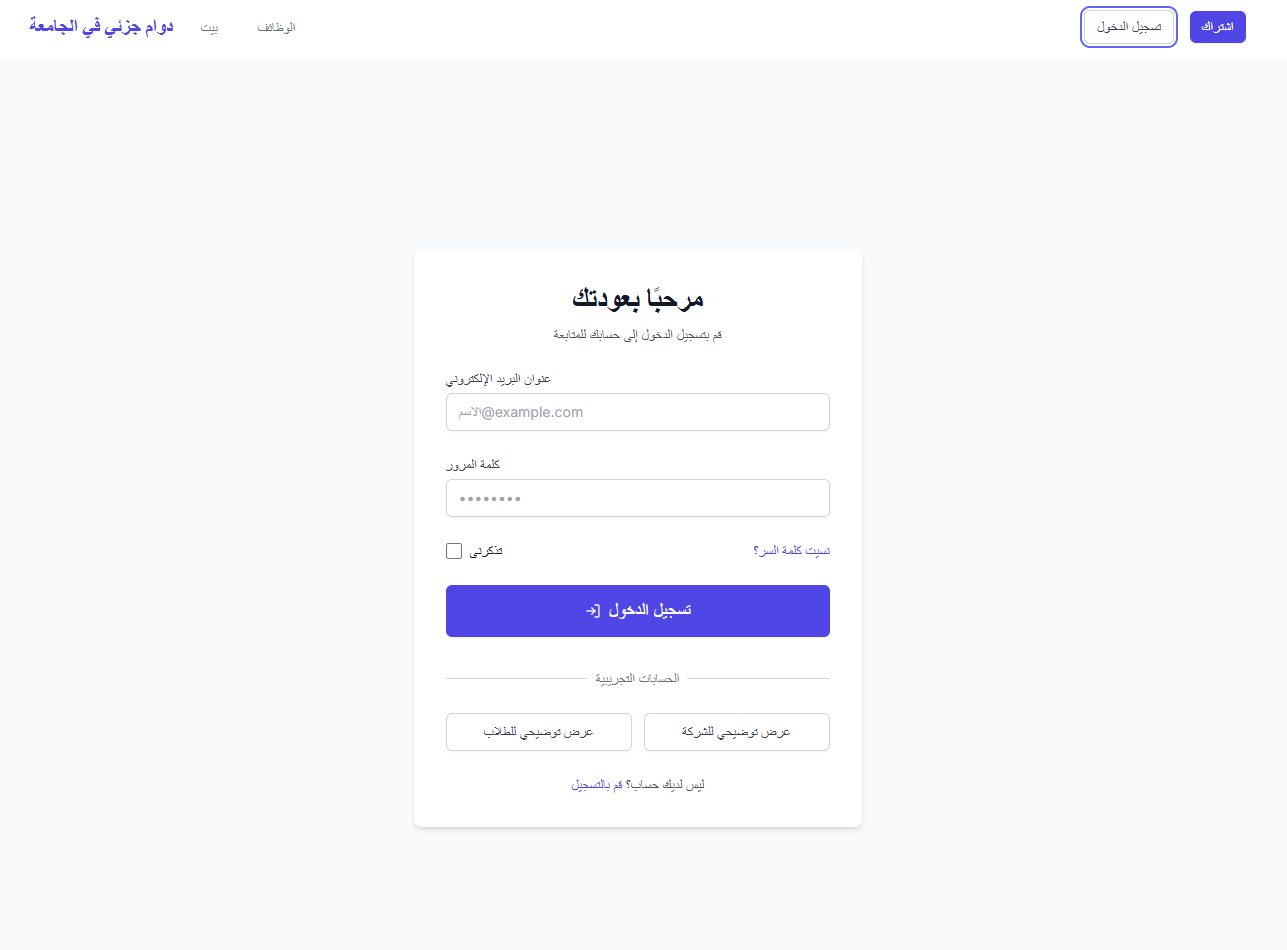 دوام جزئي في الجامعة
بيت
الوظائف
تسجيل الدخول
اشتراك
مرحبًا بعودتك
قم بتسجيل الدخول إلى حسابك للمتابعة
عنوان البريد الإلكتروني
الاسم@example.com
كلمة المرور
••••••••
تذكرنى
نسيت كلمة السر؟
تسجيل الدخول
الحسابات التجريبية
عرض توضيحي للطلاب
عرض توضيحي للشركة
ليس لديك حساب؟ قم بالتسجيل